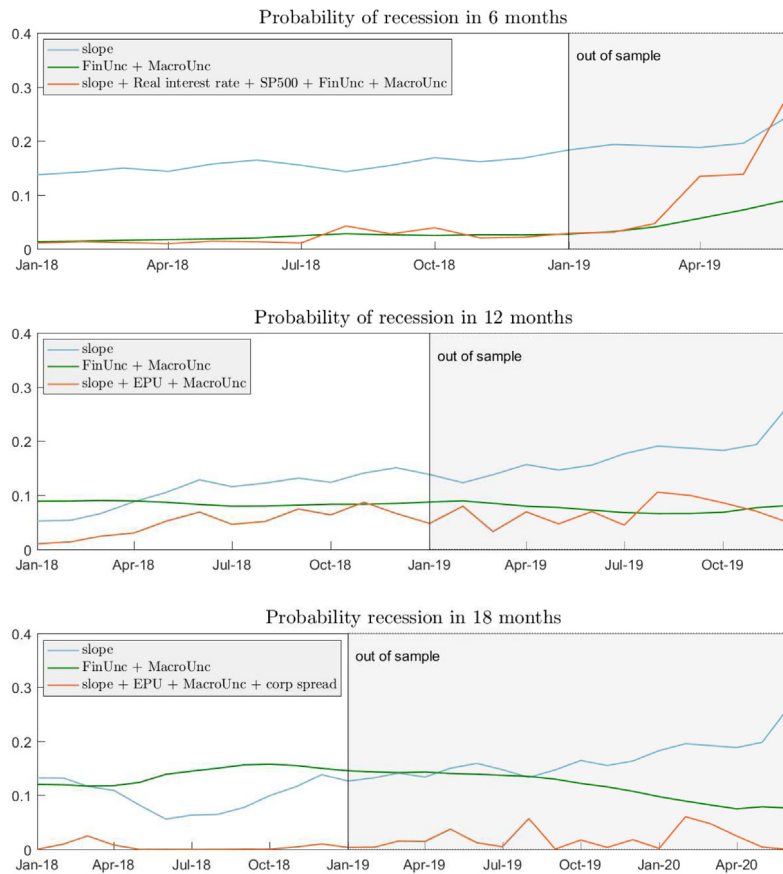 Probability of recession in 6 months
0.4
slope
FinUnc + MacroUnc
slope + Real interest rate + SP500 + FinUnc + MacroUnc
out of sample
0.3
0.2
0.1
0
Jan-18 Apr-18 Jul-18 Oct-18 Jan-19 Apr-19
Probability of recession in 12 months
0.4
slope
FinUnc + MacroUnc
slope + EPU + MacroUnc
out of sample
0.3
0.2
0.1
0
Jan-18 Apr-18 Jul-18 Oct-18 Jan-19 Apr-19 Jul-19 Oct-19
Probability recession in 18 months
0.4
slope
FinUnc + MacroUnc
slope + EPU + MacroUnc + corp spread
out of sample
0.3
0.2
0.1
0
Jan-18 Apr-18 Jul-18 Oct-18 Jan-19 Apr-19 Jul-19 Oct-19 Jan-20 Apr-20